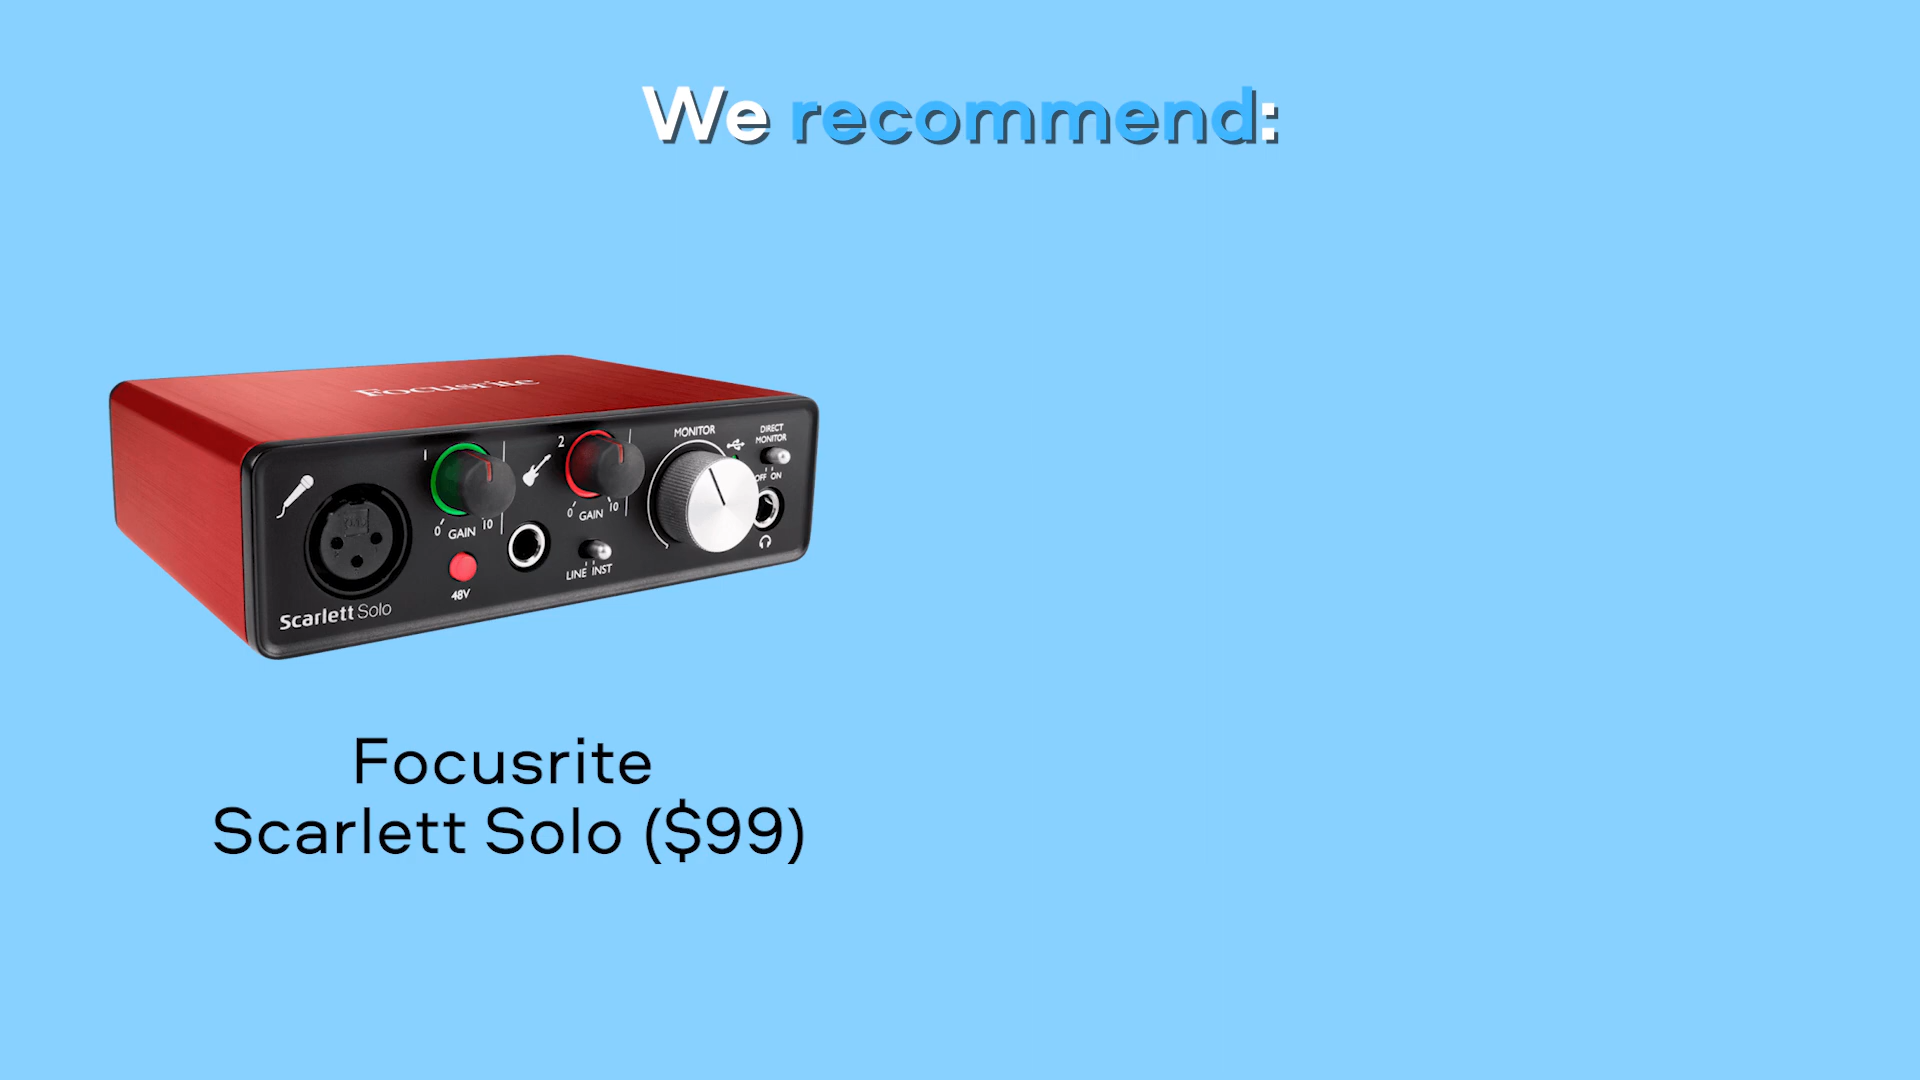 We recommend:
Focusrite
1
GAIN
0
10
48V
2
GAIN
0
10
LINE INST
MONITOR
DIRECT
MONITOR
OFF ON
Scarlett Solo
Focusrite
Scarlett Solo ($99)